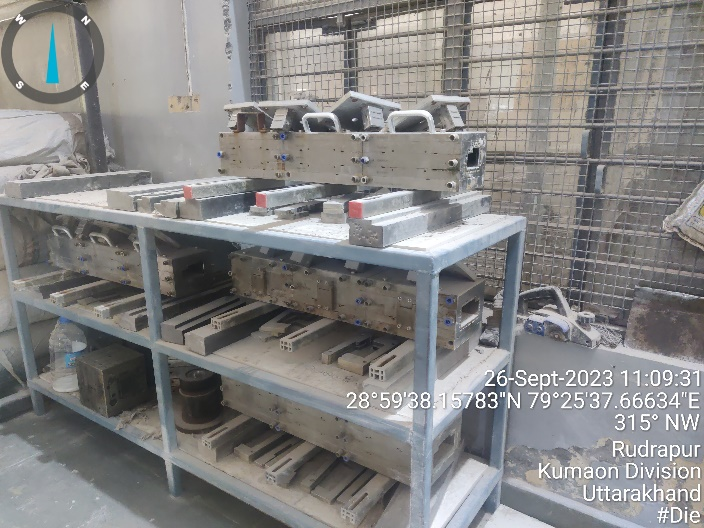 N
W
E
S
26-Sept-2023 11:09:31
28°59'38.15783"N 79°25'37.66634"E
315° NW
Rudrapur
Kumaon Division
Uttarakhand
#Die